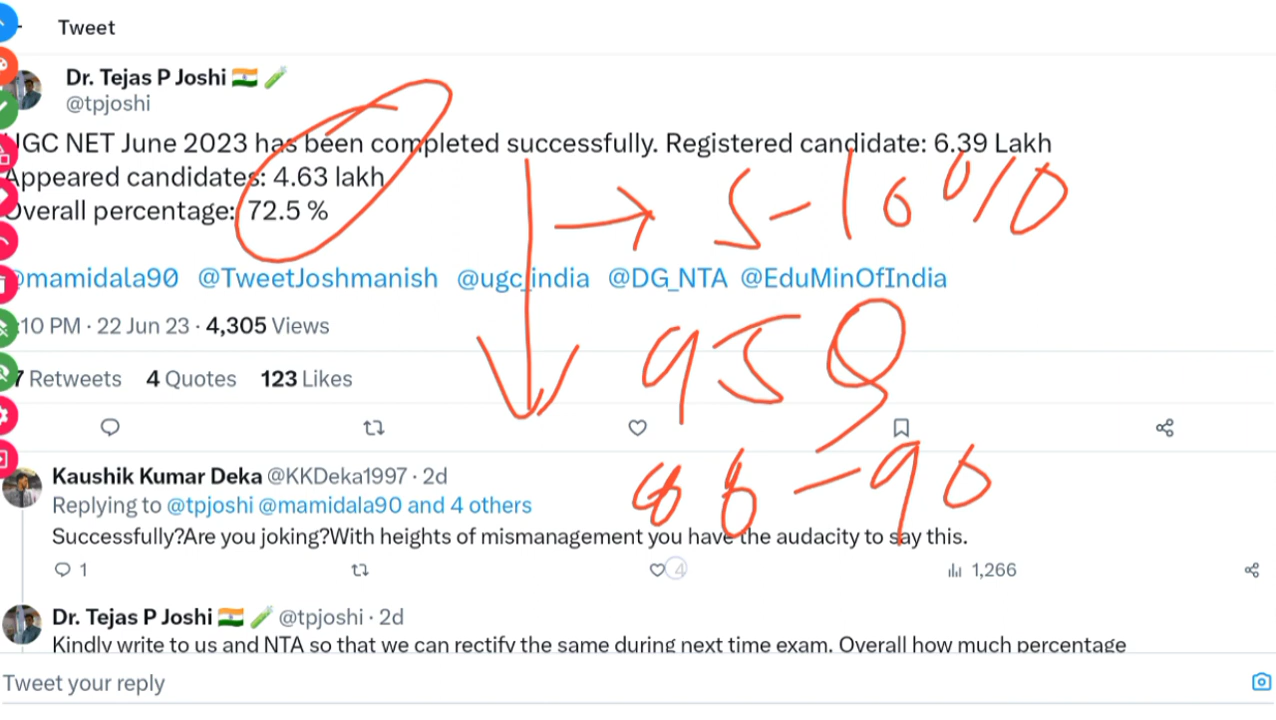 Tweet
Dr. Tejas P Joshi
@tpjoshi
UGC NET June 2023 has been completed successfully. Registered candidate: 6.39 Lakh
Appeared candidates: 4.63 lakh
Overall percentage: 72.5 %
5-10%
@mamidala90 @TweetJoshmanish @ugc_india @DG_NTA @EduMinOfIndia
:10 PM · 22 Jun 23 · 4,305 Views
95
7 Retweets 4 Quotes 123 Likes
88-90
Kaushik Kumar Deka @KKDeka1997 · 2d
Replying to @tpjoshi @mamidala90 and 4 others
Successfully?Are you joking?With heights of mismanagement you have the audacity to say this.
1 4 1,266
Dr. Tejas P Joshi @tpjoshi · 2d
Kindly write to us and NTA so that we can rectify the same during next time exam. Overall how much percentage
Tweet your reply